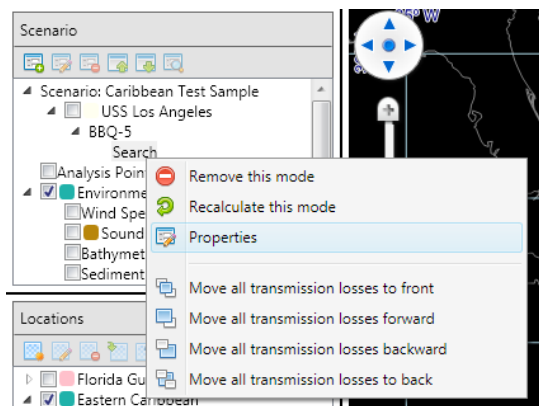 Scenario
Scenario: Caribbean Test Sample
USS Los Angeles
BBQ-5
Search
Analysis Poin
Environme
Wind Spe
Sound
Bathymet
Sediment
Remove this mode
Recalculate this mode
Properties
Move all transmission losses to front
Move all transmission losses forward
Move all transmission losses backward
Move all transmission losses to back
Locations
Florida Gu
Eastern Caribbean
5° W